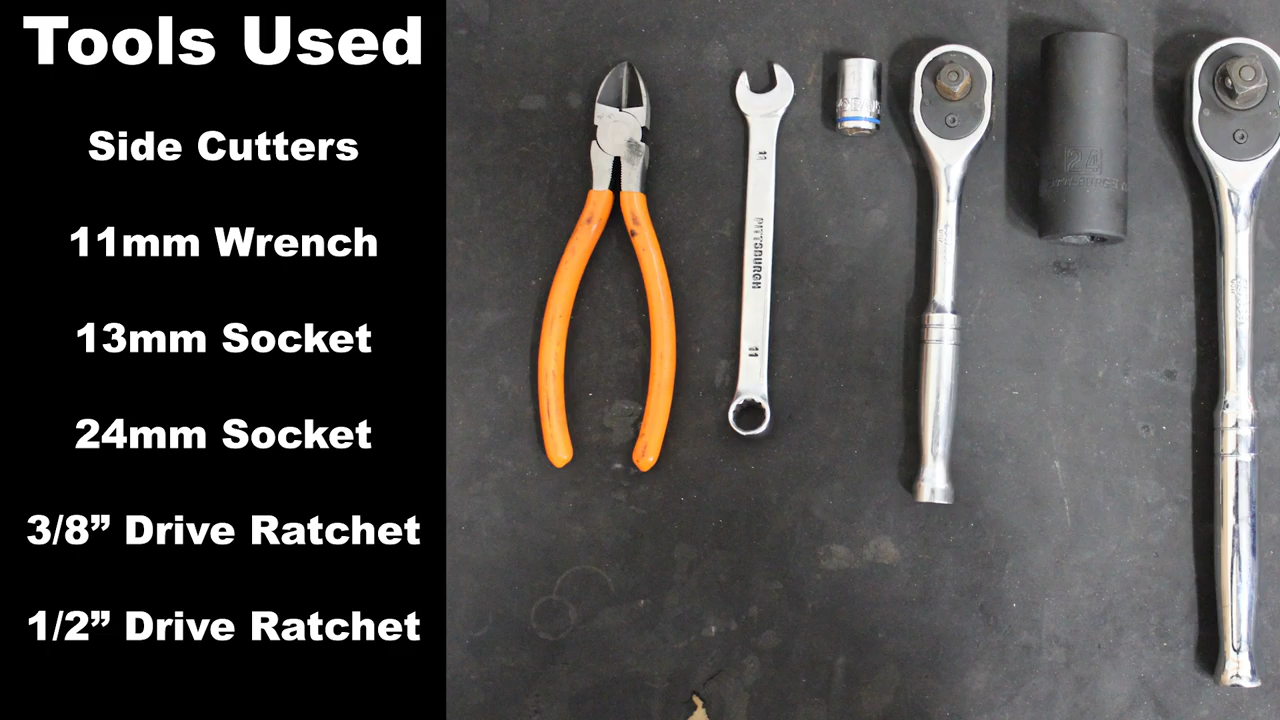 Tools Used
Side Cutters
11mm Wrench
13mm Socket
24mm Socket
3/8” Drive Ratchet
1/2” Drive Ratchet
11
PITTSBURGH
11
24
PITTSBURGH